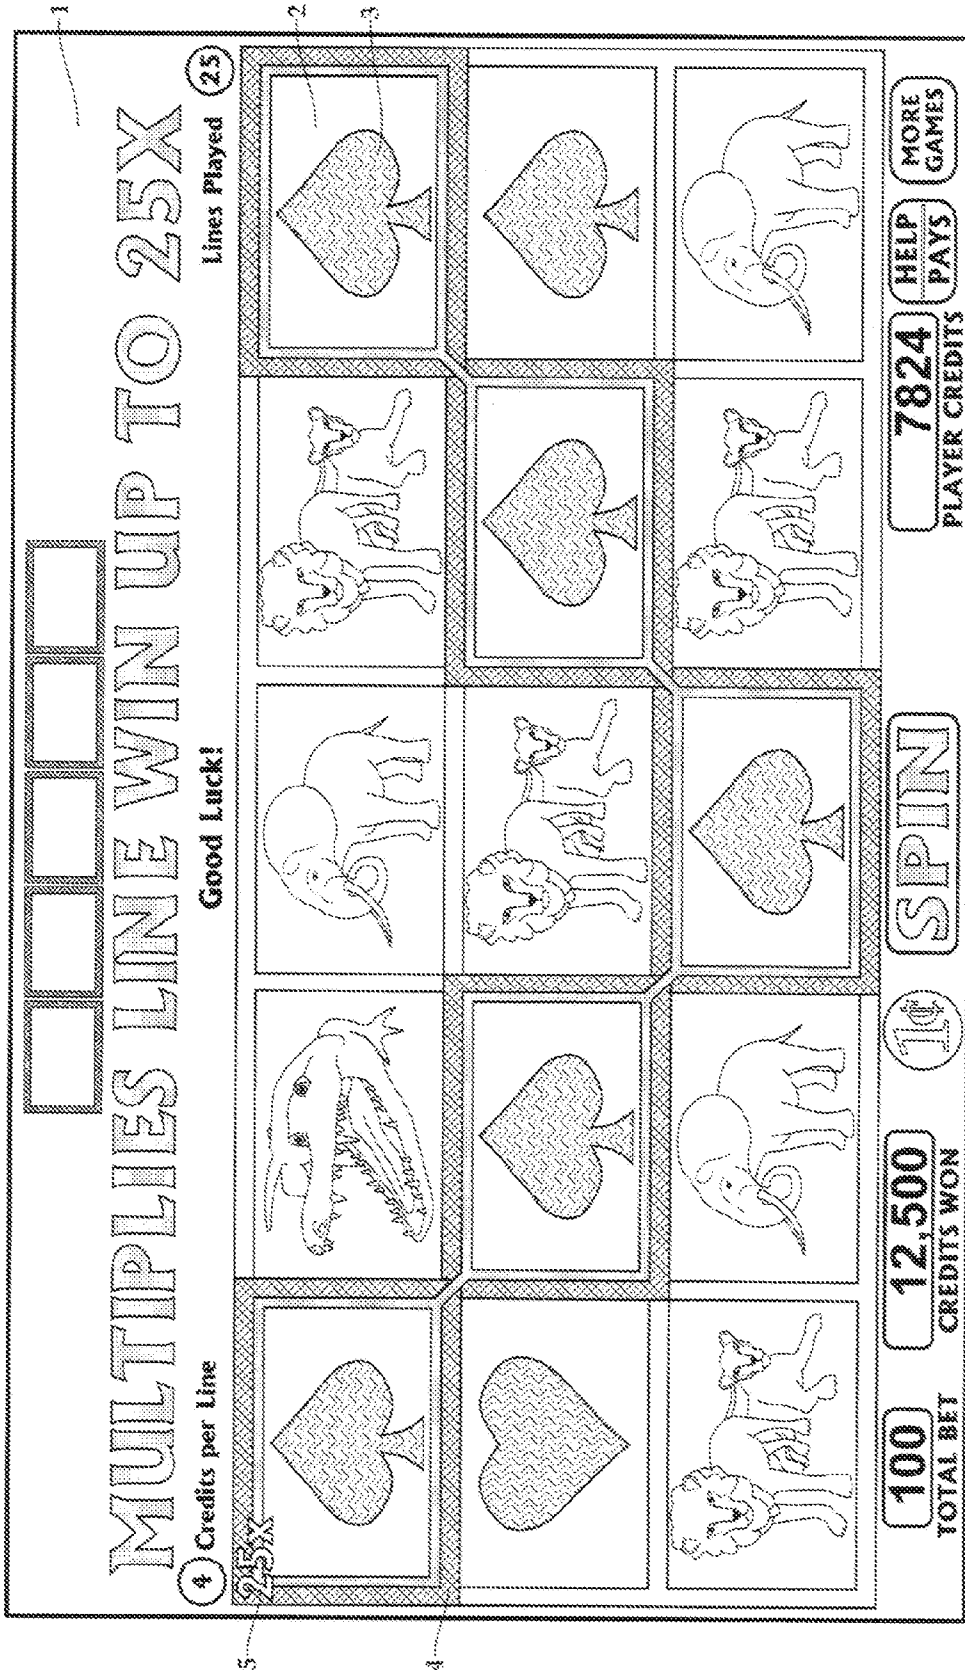 MULTIPLIES LINE WIN UP TO 25X
4 Credits per Line
Good Luck!
Lines Played 25
25X
100
TOTAL BET
12,500
CREDITS WON
1¢
SPIN
7824
PLAYER CREDITS
HELP
PAYS
MORE
GAMES
1
2
3
4
5